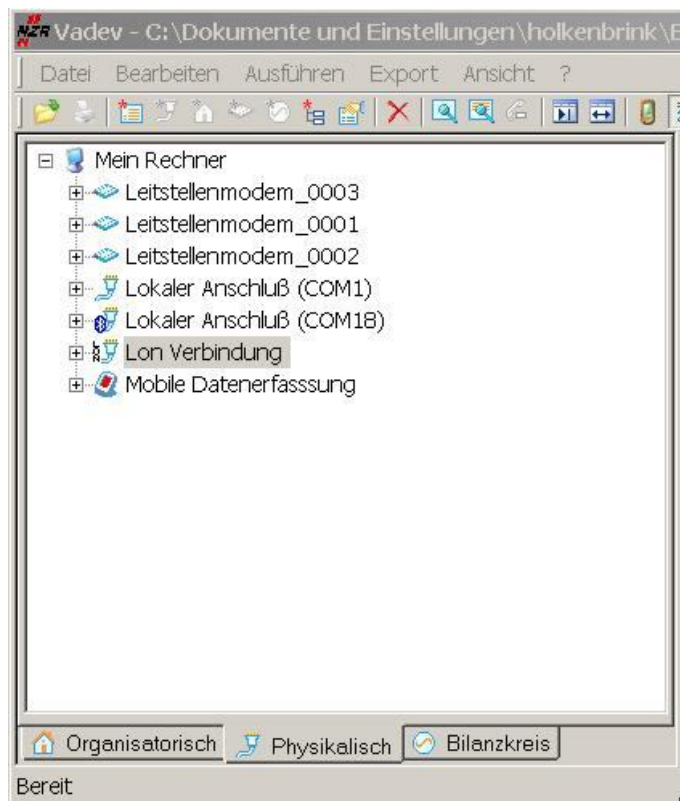 NZR Vadev - C:\Dokumente und Einstellungen\holkenbrink\E
Datei Bearbeiten Ausführen Export Ansicht ?
Mein Rechner
Leitstellenmodem_0003
Leitstellenmodem_0001
Leitstellenmodem_0002
Lokaler Anschluß (COM1)
Lokaler Anschluß (COM18)
Lon Verbindung
Mobile Datenerfasssung
Organisatorisch Physikalisch Bilanzkreis
Bereit